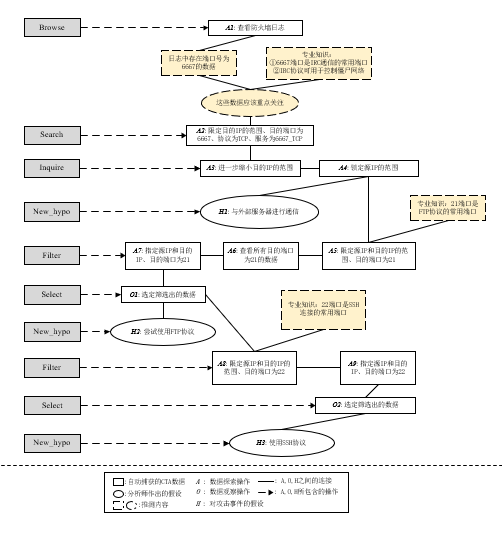 Browse
A1: 查看防火墙日志
日志中存在端口号为
6667的数据
专业知识:
①6667端口是IRC通信的常用端口
②IRC协议可用于控制僵尸网络
这些数据应该重点关注
Search
A2: 限定目的IP的范围、目的端口为
6667、协议为TCP、服务为6667_TCP
Inquire
A3: 进一步缩小目的IP的范围
A4: 锁定源IP的范围
New_hypo
H1: 与外部服务器进行通信
专业知识: 21端口是
FTP协议的常用端口
Filter
A7: 指定源IP和目的
IP、目的端口为21
A6: 查看所有目的端口
为21的数据
A5: 限定源IP和目的IP的范
围、目的端口为21
Select
O1: 选定筛选出的数据
专业知识: 22端口是SSH
连接的常用端口
New_hypo
H2: 尝试使用FTP协议
Filter
A8: 限定源IP和目的IP的
范围、目的端口为22
A9: 指定源IP和目的
IP、目的端口为22
Select
O2: 选定筛选出的数据
New_hypo
H3: 使用SSH协议
: 自动捕获的CTA数据
A : 数据探索操作
: A,O,H之间的连接
: 分析师作出的假设
O : 数据观察操作
: A,O,H所包含的操作
: 推测内容
H : 对攻击事件的假设